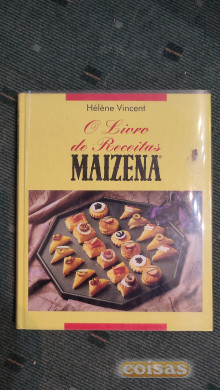 Hélène Vincent
O Livro
de Receitas
MAIZENA
coisas